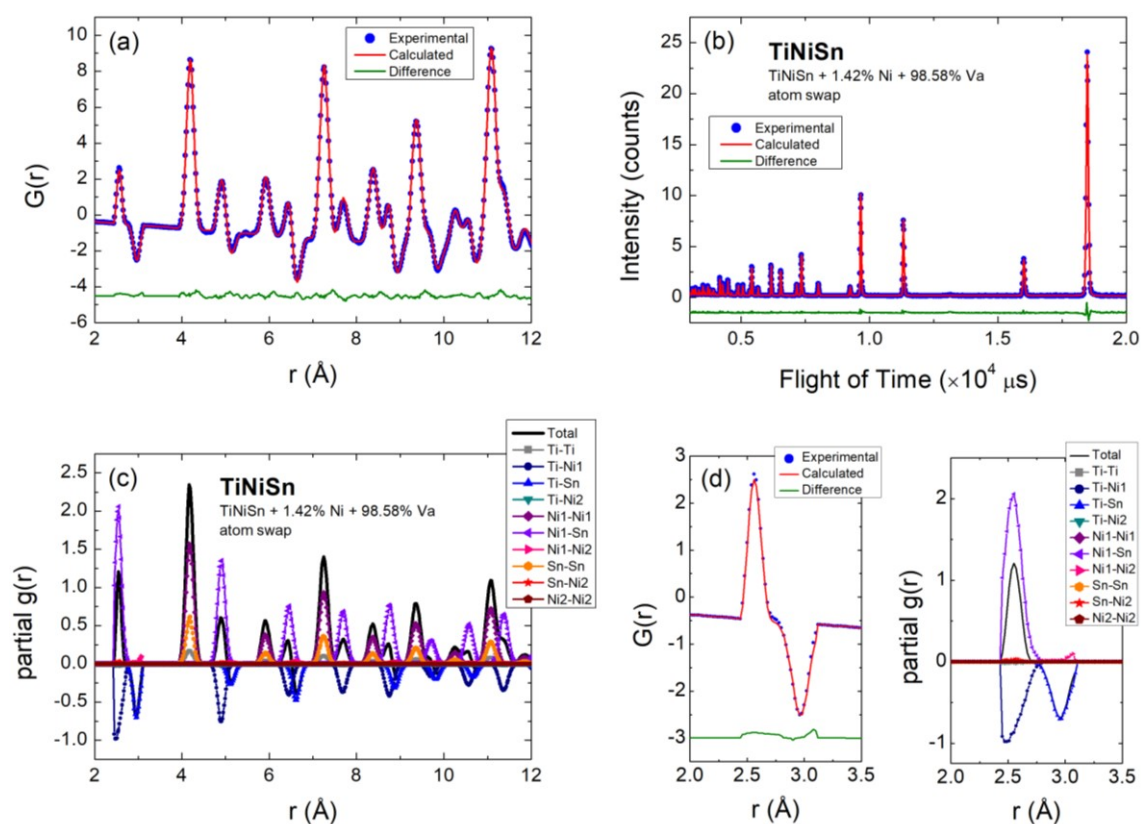 (a)
Experimental
Calculated
Difference
10
8
6
4
2
0
-2
-4
-6
G(r)
2
4
6
8
10
12
r (Å)
(b)
TiNiSn
TiNiSn + 1.42% Ni + 98.58% Va
atom swap
Experimental
Calculated
Difference
25
20
15
10
5
0
Intensity (counts)
0.5
1.0
1.5
2.0
Flight of Time (×10⁴ μs)
(c)
TiNiSn
TiNiSn + 1.42% Ni + 98.58% Va
atom swap
Total
Ti-Ti
Ti-Ni1
Ti-Sn
Ti-Ni2
Ni1-Ni1
Ni1-Sn
Ni1-Ni2
Sn-Sn
Sn-Ni2
Ni2-Ni2
2.5
2.0
1.5
1.0
0.5
0.0
-0.5
-1.0
partial g(r)
2
4
6
8
10
12
r (Å)
(d)
Experimental
Calculated
Difference
3
2
1
0
-1
-2
-3
G(r)
2.0
2.5
3.0
3.5
r (Å)
Total
Ti-Ti
Ti-Ni1
Ti-Sn
Ti-Ni2
Ni1-Ni1
Ni1-Sn
Ni1-Ni2
Sn-Sn
Sn-Ni2
Ni2-Ni2
2
1
0
-1
partial g(r)
2.0
2.5
3.0
3.5
r (Å)